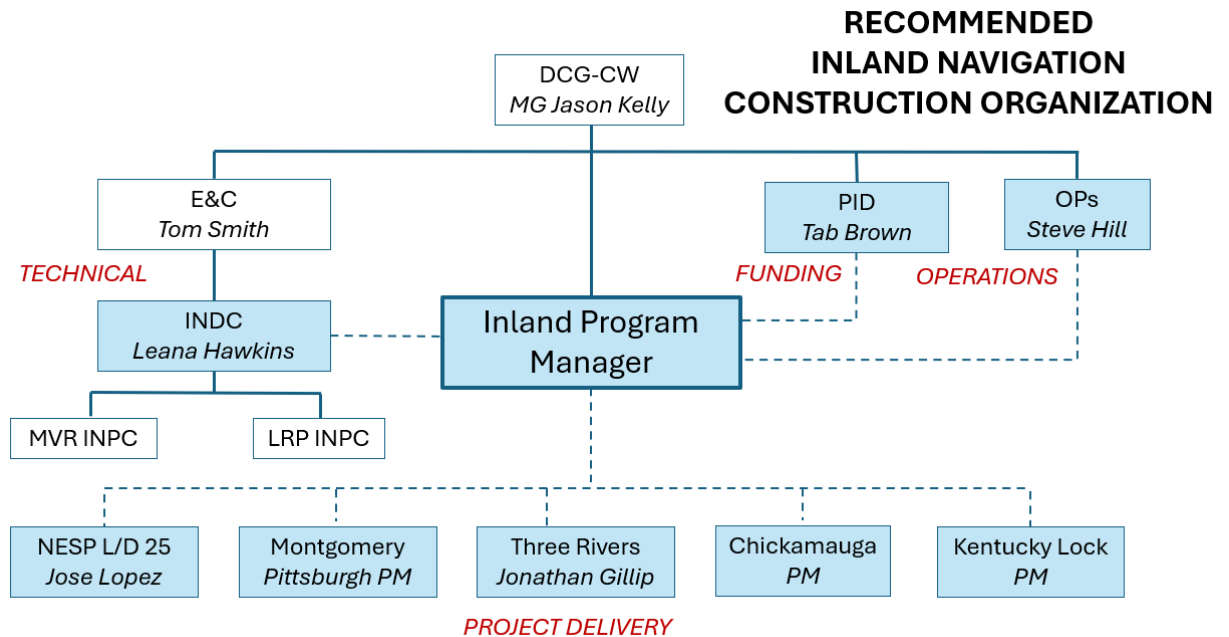 RECOMMENDED
INLAND NAVIGATION
CONSTRUCTION ORGANIZATION
DCG-CW
MG Jason Kelly
E&C
Tom Smith
PID
Tab Brown
OPs
Steve Hill
TECHNICAL
FUNDING
OPERATIONS
INDC
Leana Hawkins
Inland Program
Manager
MVR INPC
LRP INPC
NESP L/D 25
Jose Lopez
Montgomery
Pittsburgh PM
Three Rivers
Jonathan Gillip
Chickamauga
PM
Kentucky Lock
PM
PROJECT DELIVERY